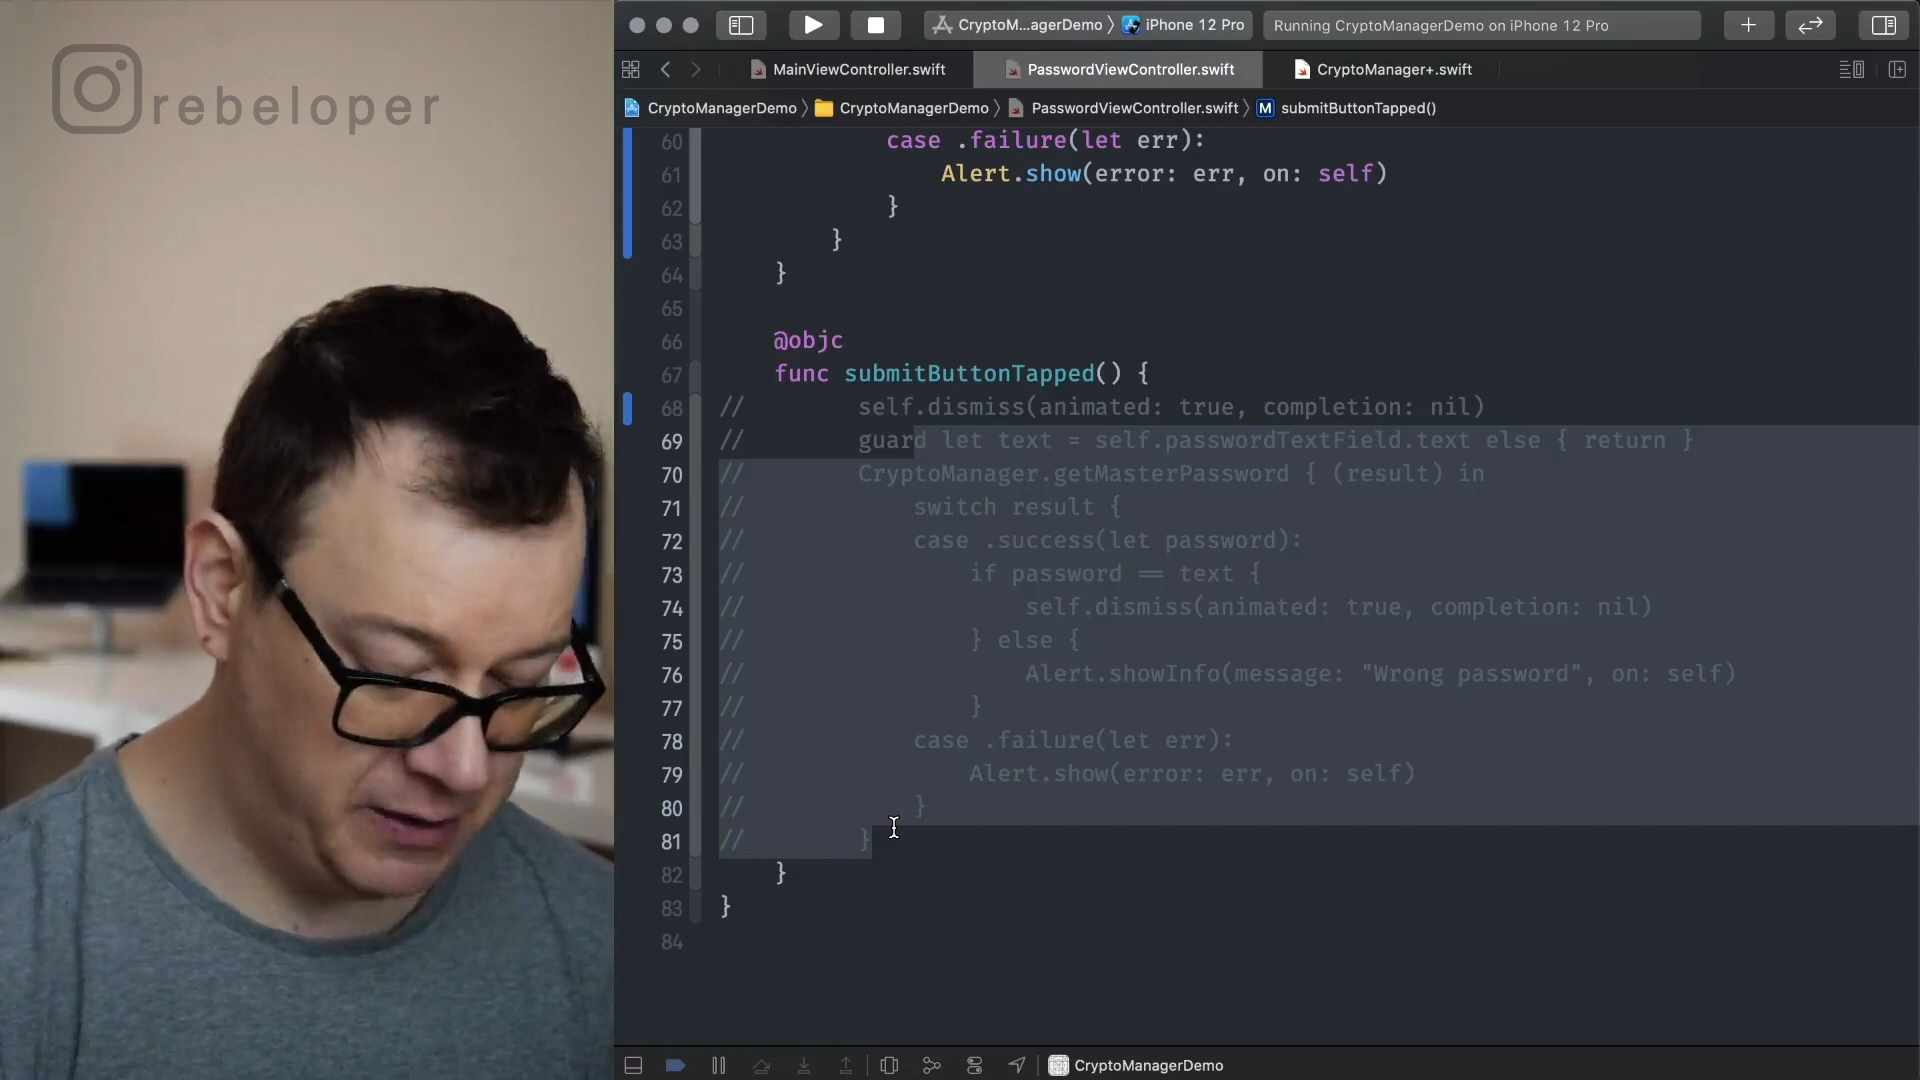 rebeloper
CryptoM...agerDemo 〉 iPhone 12 Pro
Running CryptoManagerDemo on iPhone 12 Pro
MainViewController.swift
PasswordViewController.swift
CryptoManager+.swift
CryptoManagerDemo 〉 CryptoManagerDemo 〉 PasswordViewController.swift 〉 M submitButtonTapped()
60 case .failure(let err):
61 Alert.show(error: err, on: self)
62 }
63 }
64 }
65
66 @objc
67 func submitButtonTapped() {
68 // self.dismiss(animated: true, completion: nil)
69 // guard let text = self.passwordTextField.text else { return }
70 // CryptoManager.getMasterPassword { (result) in
71 // switch result {
72 // case .success(let password):
73 // if password == text {
74 // self.dismiss(animated: true, completion: nil)
75 // } else {
76 // Alert.showInfo(message: "Wrong password", on: self)
77 // }
78 // case .failure(let err):
79 // Alert.show(error: err, on: self)
80 // }
81 // }
82 }
83 }
84
CryptoManagerDemo